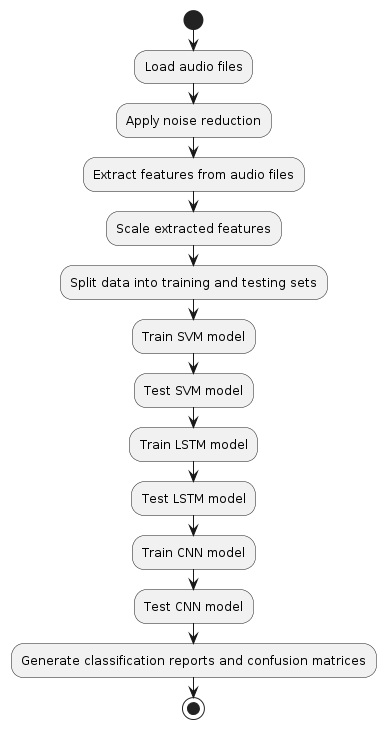 Load audio files
Apply noise reduction
Extract features from audio files
Scale extracted features
Split data into training and testing sets
Train SVM model
Test SVM model
Train LSTM model
Test LSTM model
Train CNN model
Test CNN model
Generate classification reports and confusion matrices